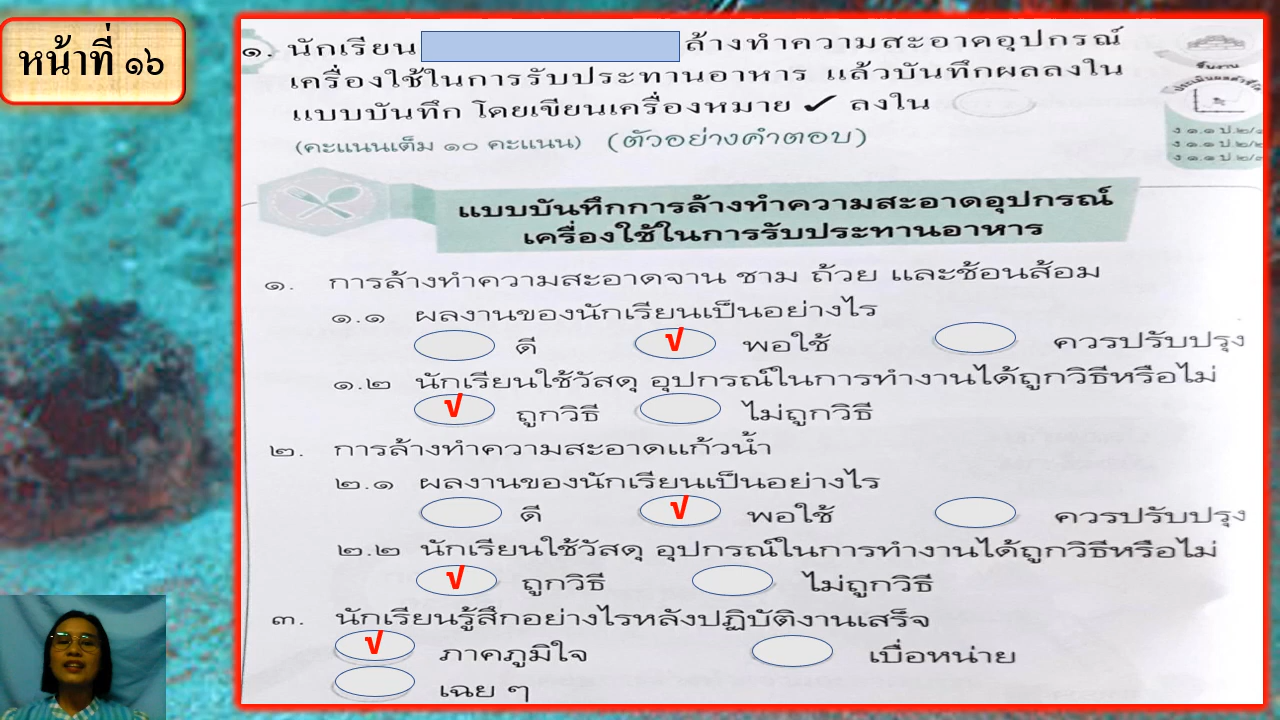 หน้าที่ ๑๖
๑. นักเรียน ล้างทำความสะอาดอุปกรณ์
เครื่องใช้ในการรับประทานอาหาร แล้วบันทึกผลลงใน
แบบบันทึก โดยเขียนเครื่องหมาย ✓ ลงใน
(คะแนนเต็ม ๑๐ คะแนน) (ตัวอย่างคำตอบ)
ชิ้นงาน
ง ๑.๑ ป.๒/
ง ๑.๑ ป.๒/
ง ๑.๑ ป.๒/
แบบบันทึกการล้างทำความสะอาดอุปกรณ์
เครื่องใช้ในการรับประทานอาหาร
๑. การล้างทำความสะอาดจาน ชาม ถ้วย และช้อนส้อม
๑.๑ ผลงานของนักเรียนเป็นอย่างไร
ดี √ พอใช้ ควรปรับปรุง
๑.๒ นักเรียนใช้วัสดุ อุปกรณ์ในการทำงานได้ถูกวิธีหรือไม่
√ ถูกวิธี ไม่ถูกวิธี
๒. การล้างทำความสะอาดแก้วน้ำ
๒.๑ ผลงานของนักเรียนเป็นอย่างไร
ดี √ พอใช้ ควรปรับปรุง
๒.๒ นักเรียนใช้วัสดุ อุปกรณ์ในการทำงานได้ถูกวิธีหรือไม่
√ ถูกวิธี ไม่ถูกวิธี
๓. นักเรียนรู้สึกอย่างไรหลังปฏิบัติงานเสร็จ
√ ภาคภูมิใจ เบื่อหน่าย
เฉย ๆ